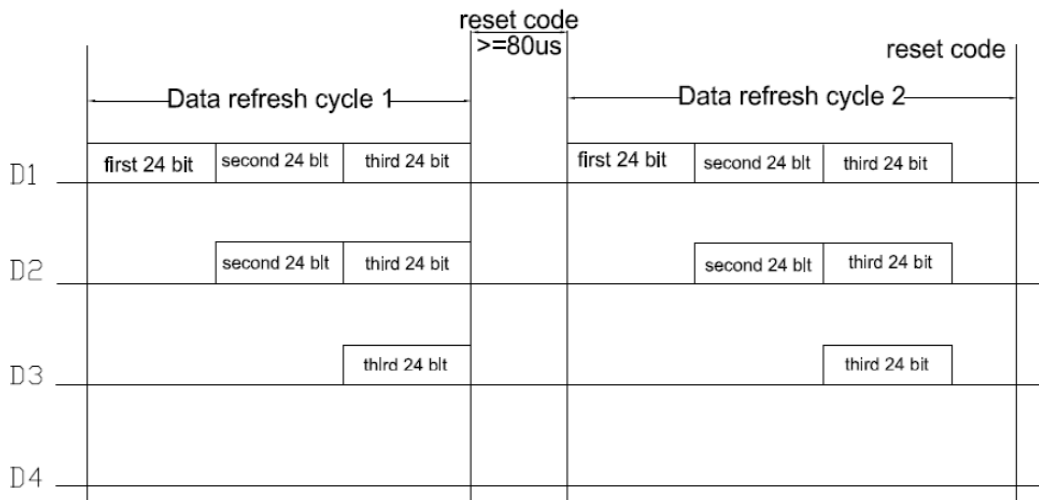 reset code
>=80us
reset code
Data refresh cycle 1
Data refresh cycle 2
D1 first 24 bit second 24 blt third 24 bit first 24 bit second 24 blt third 24 bit
D2 second 24 blt third 24 bit second 24 blt third 24 bit
D3 thlrd 24 blt third 24 bit
D4